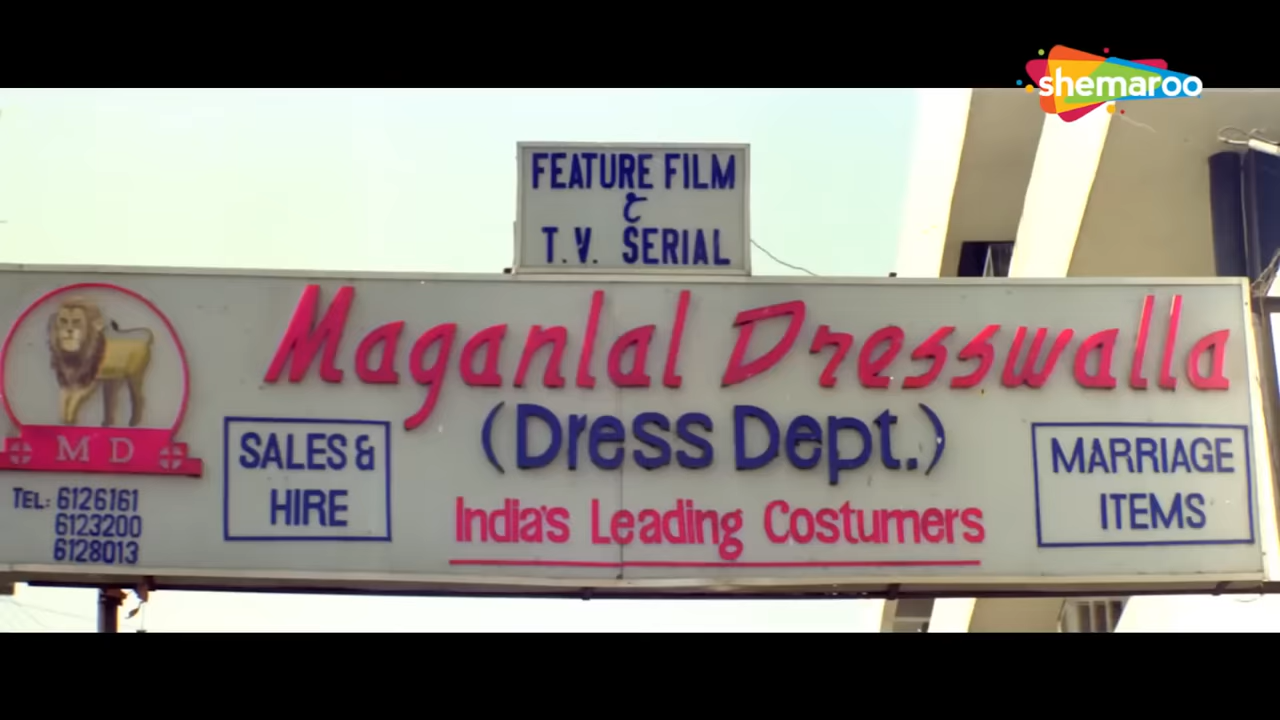 shemaroo
FEATURE FILM
&
T.V. SERIAL
Maganlal Dresswalla
(Dress Dept.)
India's Leading Costumers
M D
TEL: 6126161
6123200
6128013
SALES &
HIRE
MARRIAGE
ITEMS